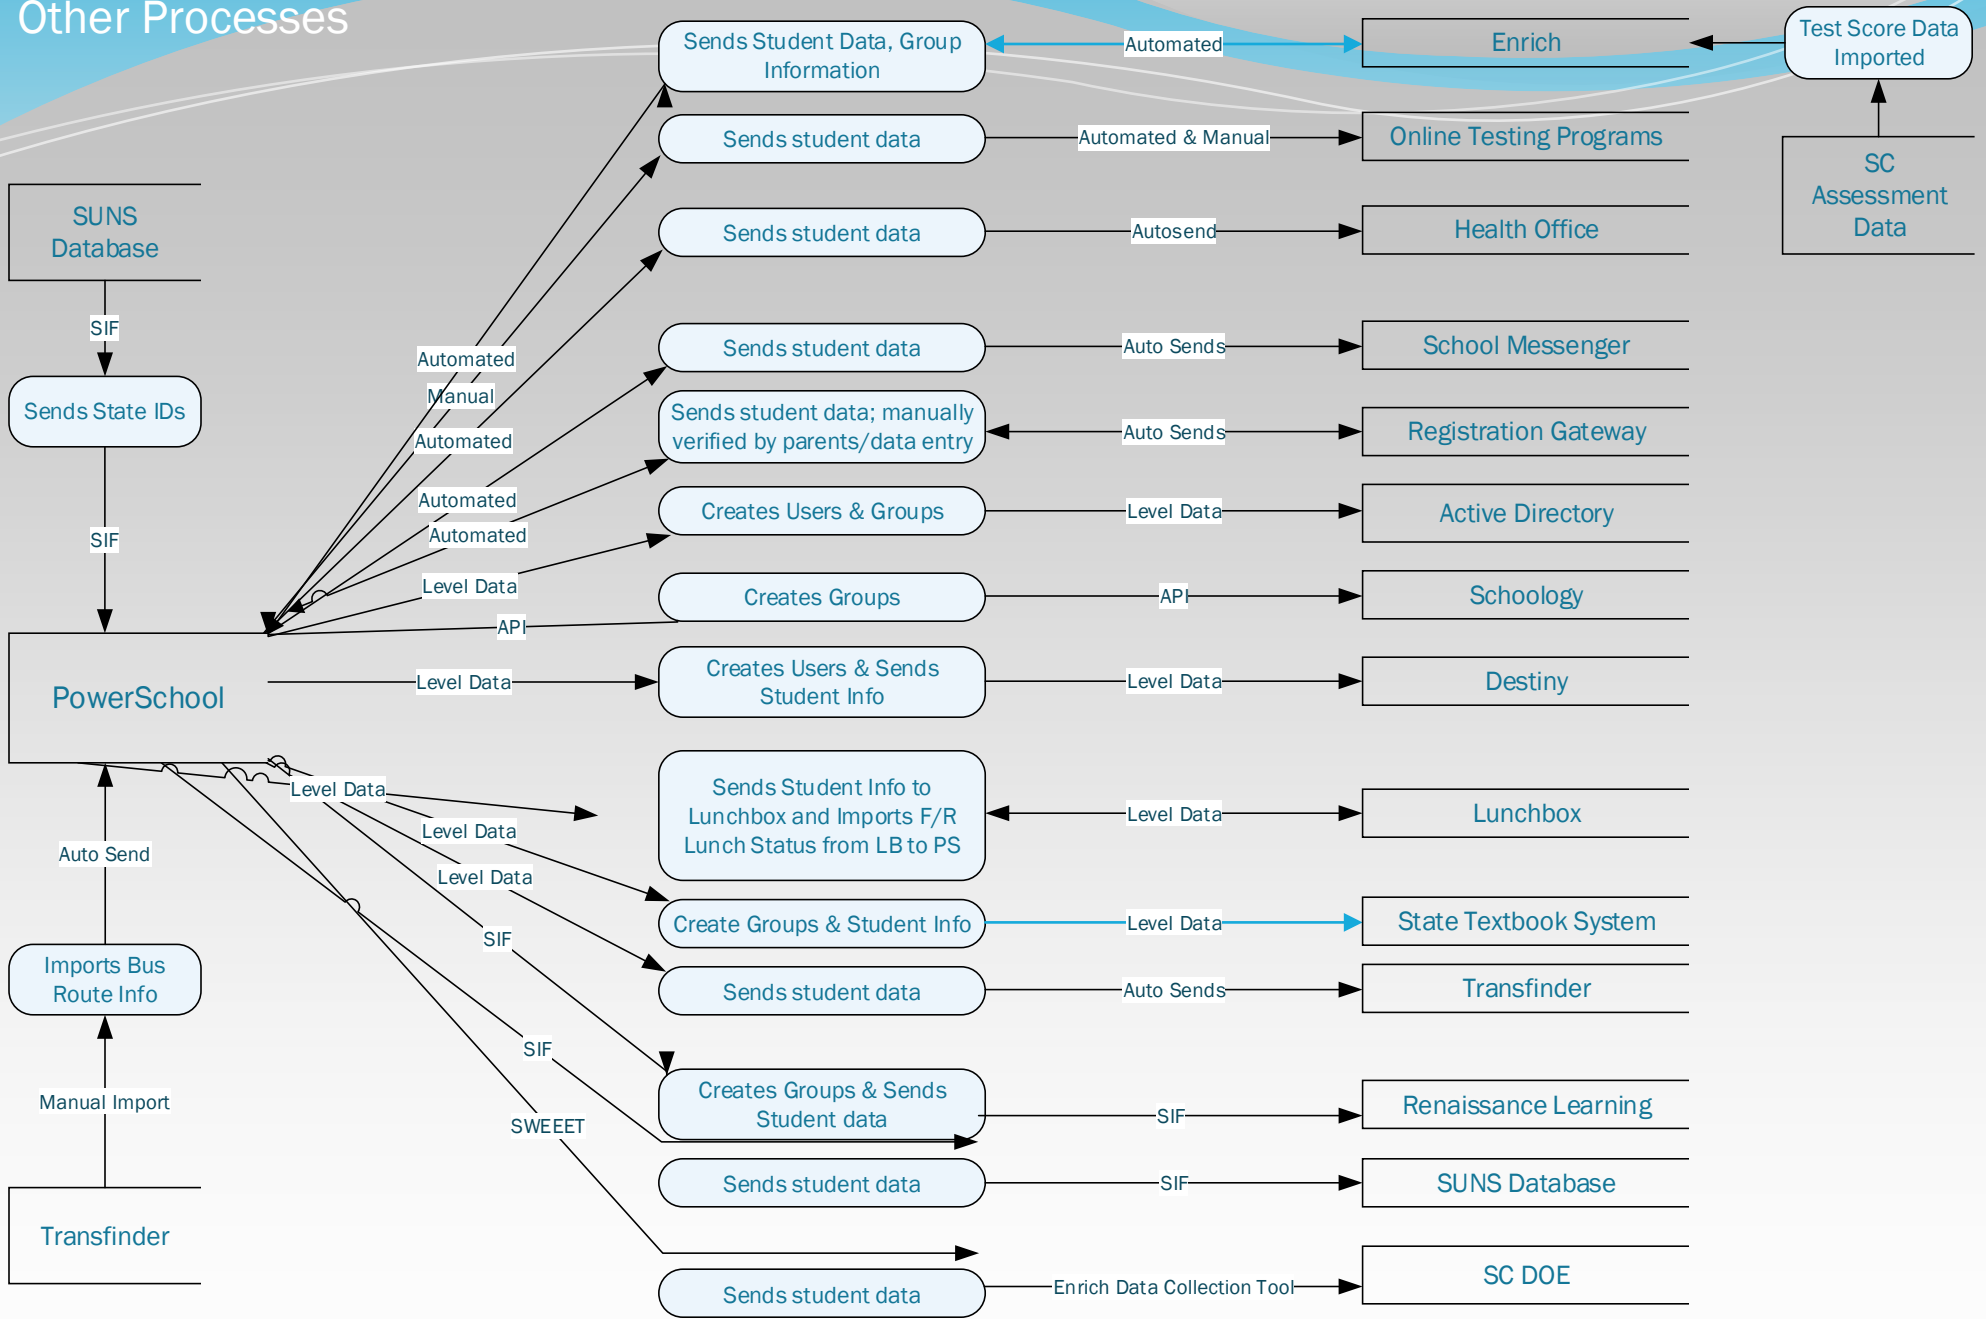 Other Processes
Sends Student Data, Group
Information
Automated
Enrich
Test Score Data
Imported
Sends student data
Automated & Manual
Online Testing Programs
SC
Assessment
Data
SUNS
Database
Sends student data
Autosend
Health Office
SIF
Sends State IDs
SIF
Automated
Manual
Automated
Automated
Automated
Level Data
API
Sends student data
Auto Sends
School Messenger
Sends student data; manually
verified by parents/data entry
Auto Sends
Registration Gateway
Creates Users & Groups
Level Data
Active Directory
Creates Groups
API
Schoology
PowerSchool
Level Data
Creates Users & Sends
Student Info
Level Data
Destiny
Level Data
Level Data
Level Data
SIF
SIF
SWEEET
Sends Student Info to
Lunchbox and Imports F/R
Lunch Status from LB to PS
Level Data
Lunchbox
Create Groups & Student Info
Level Data
State Textbook System
Sends student data
Auto Sends
Transfinder
Auto Send
Imports Bus
Route Info
Manual Import
Transfinder
Creates Groups & Sends
Student data
SIF
Renaissance Learning
Sends student data
SIF
SUNS Database
Sends student data
Enrich Data Collection Tool
SC DOE